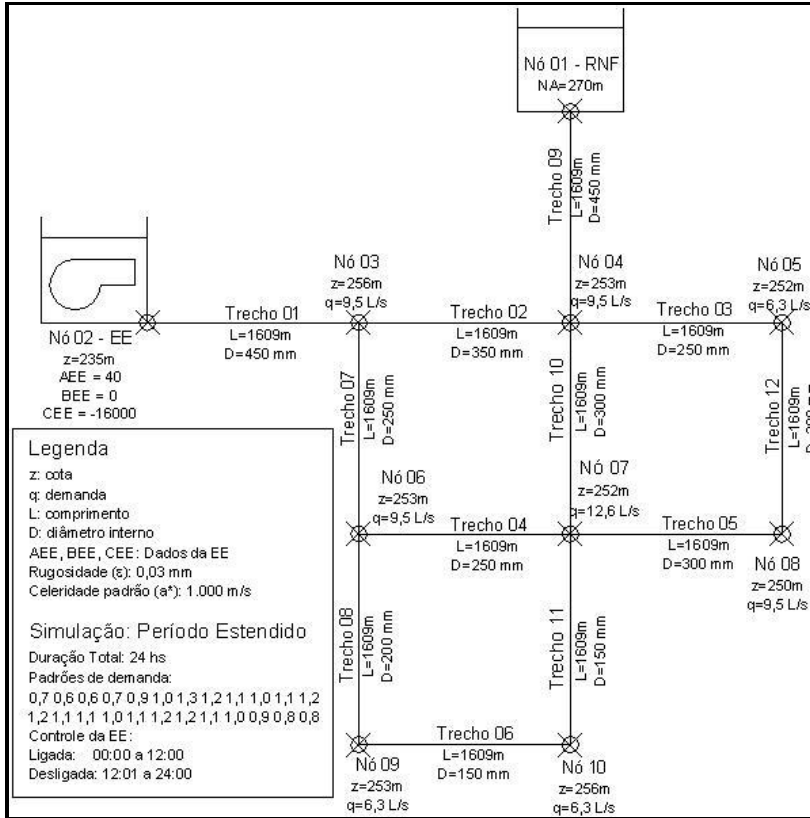 Nó 01 - RNF
NA=270m
Trecho 09
L=1609m
D=450 mm
Nó 02 - EE
z=235m
AEE = 40
BEE = 0
CEE = -16000
Trecho 01
L=1609m
D=450 mm
Nó 03
z=256m
q=9,5 L/s
Trecho 02
L=1609m
D=350 mm
Nó 04
z=253m
q=9,5 L/s
Trecho 03
L=1609m
D=250 mm
Nó 05
z=252m
q=6,3 L/s
Trecho 07
L=1609m
D=250 mm
Trecho 10
L=1609m
D=300 mm
Trecho 12
L=1609m
Nó 06
z=253m
q=9,5 L/s
Trecho 04
L=1609m
D=250 mm
Nó 07
z=252m
q=12,6 L/s
Trecho 05
L=1609m
D=300 mm
Nó 08
z=250m
q=9,5 L/s
Trecho 08
L=1609m
D=200 mm
Trecho 11
L=1609m
D=150 mm
Nó 09
z=253m
q=6,3 L/s
Trecho 06
L=1609m
D=150 mm
Nó 10
z=256m
q=6,3 L/s
Legenda
z: cota
q: demanda
L: comprimento
D: diâmetro interno
AEE, BEE, CEE: Dados da EE
Rugosidade (ε): 0,03 mm
Celeridade padrão (a*): 1.000 m/s
Simulação: Período Estendido
Duração Total: 24 hs
Padrões de demanda:
0,7 0,6 0,6 0,7 0,9 1,0 1,3 1,2 1,1 1,0 1,1 1,2
1,2 1,1 1,1 1,0 1,1 1,2 1,2 1,1 1,0 0,9 0,8 0,8
Controle da EE:
Ligada: 00:00 a 12:00
Desligada: 12:01 a 24:00